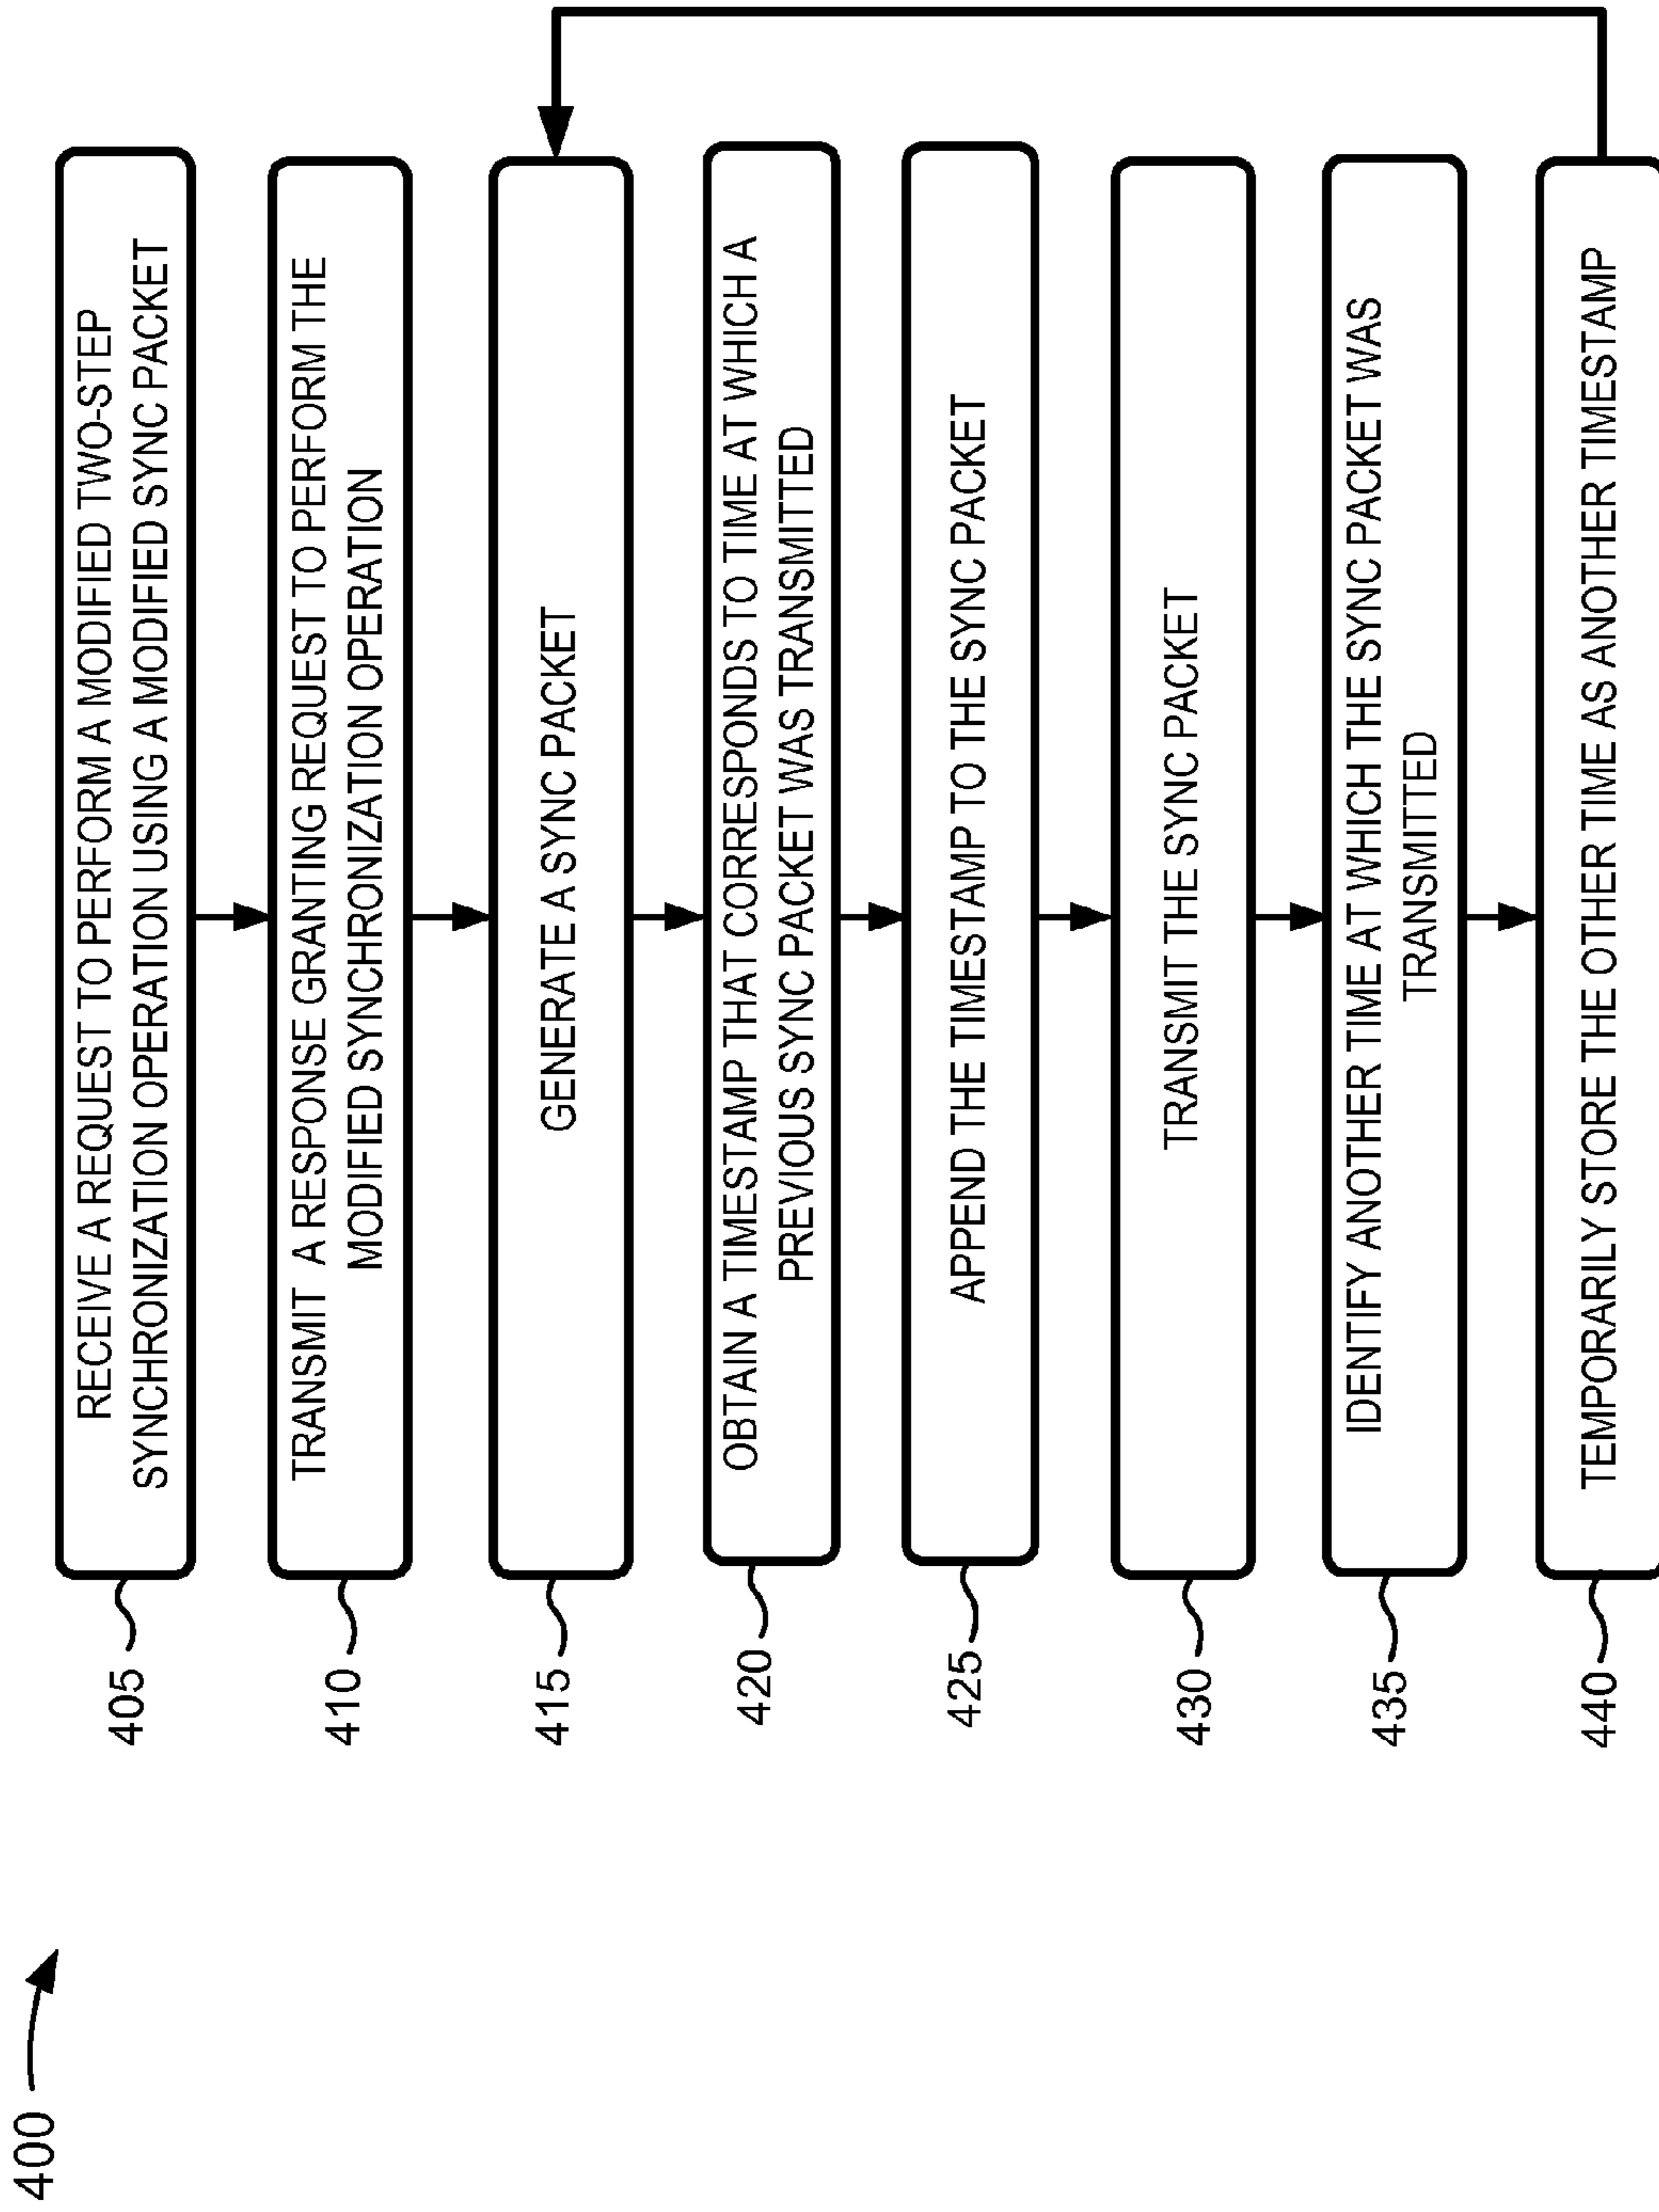 400
405
RECEIVE A REQUEST TO PERFORM A MODIFIED TWO-STEP
SYNCHRONIZATION OPERATION USING A MODIFIED SYNC PACKET
410
TRANSMIT A RESPONSE GRANTING REQUEST TO PERFORM THE
MODIFIED SYNCHRONIZATION OPERATION
415
GENERATE A SYNC PACKET
420
OBTAIN A TIMESTAMP THAT CORRESPONDS TO TIME AT WHICH A
PREVIOUS SYNC PACKET WAS TRANSMITTED
425
APPEND THE TIMESTAMP TO THE SYNC PACKET
430
TRANSMIT THE SYNC PACKET
435
IDENTIFY ANOTHER TIME AT WHICH THE SYNC PACKET WAS
TRANSMITTED
440
TEMPORARILY STORE THE OTHER TIME AS ANOTHER TIMESTAMP